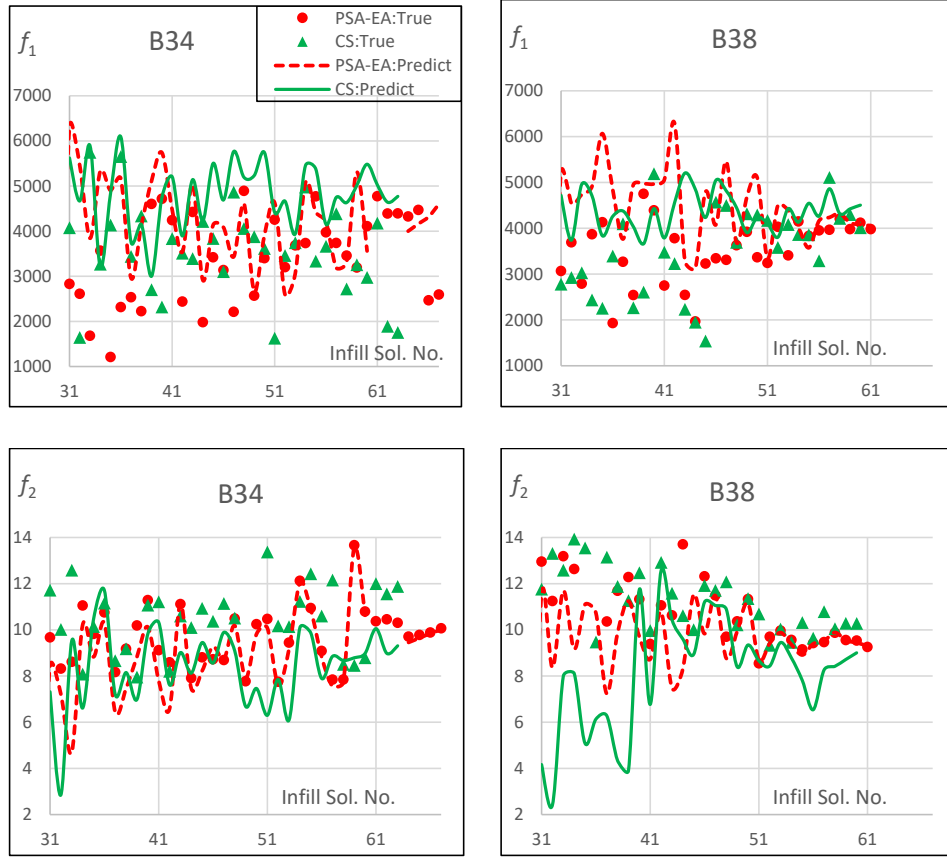 PSA-EA:True
CS:True
PSA-EA:Predict
CS:Predict
f1
B34
7000
6000
5000
4000
3000
2000
1000
Infill Sol. No.
31 41 51 61
f1
B38
7000
6000
5000
4000
3000
2000
1000
Infill Sol. No.
31 41 51 61
f2
B34
14
12
10
8
6
4
2
Infill Sol. No.
31 41 51 61
f2
B38
14
12
10
8
6
4
2
Infill Sol. No.
31 41 51 61